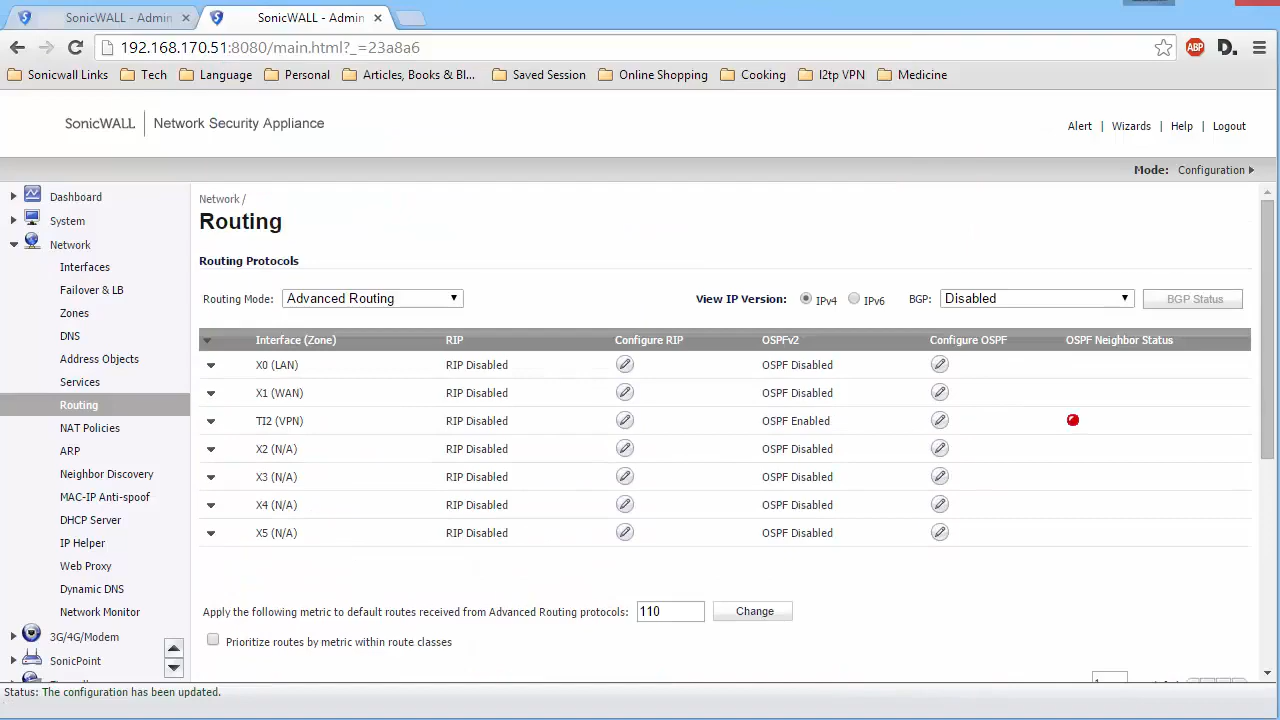 SonicWALL - Admin × SonicWALL - Admin ×
192.168.170.51:8080/main.html?_=23a8a6 ABP D.
Sonicwall Links Tech Language Personal Articles, Books & Bl... Saved Session Online Shopping Cooking l2tp VPN Medicine
SonicWALL Network Security Appliance
Alert | Wizards | Help | Logout
Mode: Configuration
Dashboard
System
Network
Interfaces
Failover & LB
Zones
DNS
Address Objects
Services
Routing
NAT Policies
ARP
Neighbor Discovery
MAC-IP Anti-spoof
DHCP Server
IP Helper
Web Proxy
Dynamic DNS
Network Monitor
3G/4G/Modem
SonicPoint
Network /
Routing
Routing Protocols
Routing Mode: Advanced Routing View IP Version: IPv4 IPv6 BGP: Disabled BGP Status
Interface (Zone) RIP Configure RIP OSPFv2 Configure OSPF OSPF Neighbor Status
X0 (LAN) RIP Disabled OSPF Disabled
X1 (WAN) RIP Disabled OSPF Disabled
TI2 (VPN) RIP Disabled OSPF Enabled
X2 (N/A) RIP Disabled OSPF Disabled
X3 (N/A) RIP Disabled OSPF Disabled
X4 (N/A) RIP Disabled OSPF Disabled
X5 (N/A) RIP Disabled OSPF Disabled
Apply the following metric to default routes received from Advanced Routing protocols: 110 Change
Prioritize routes by metric within route classes
Status: The configuration has been updated.